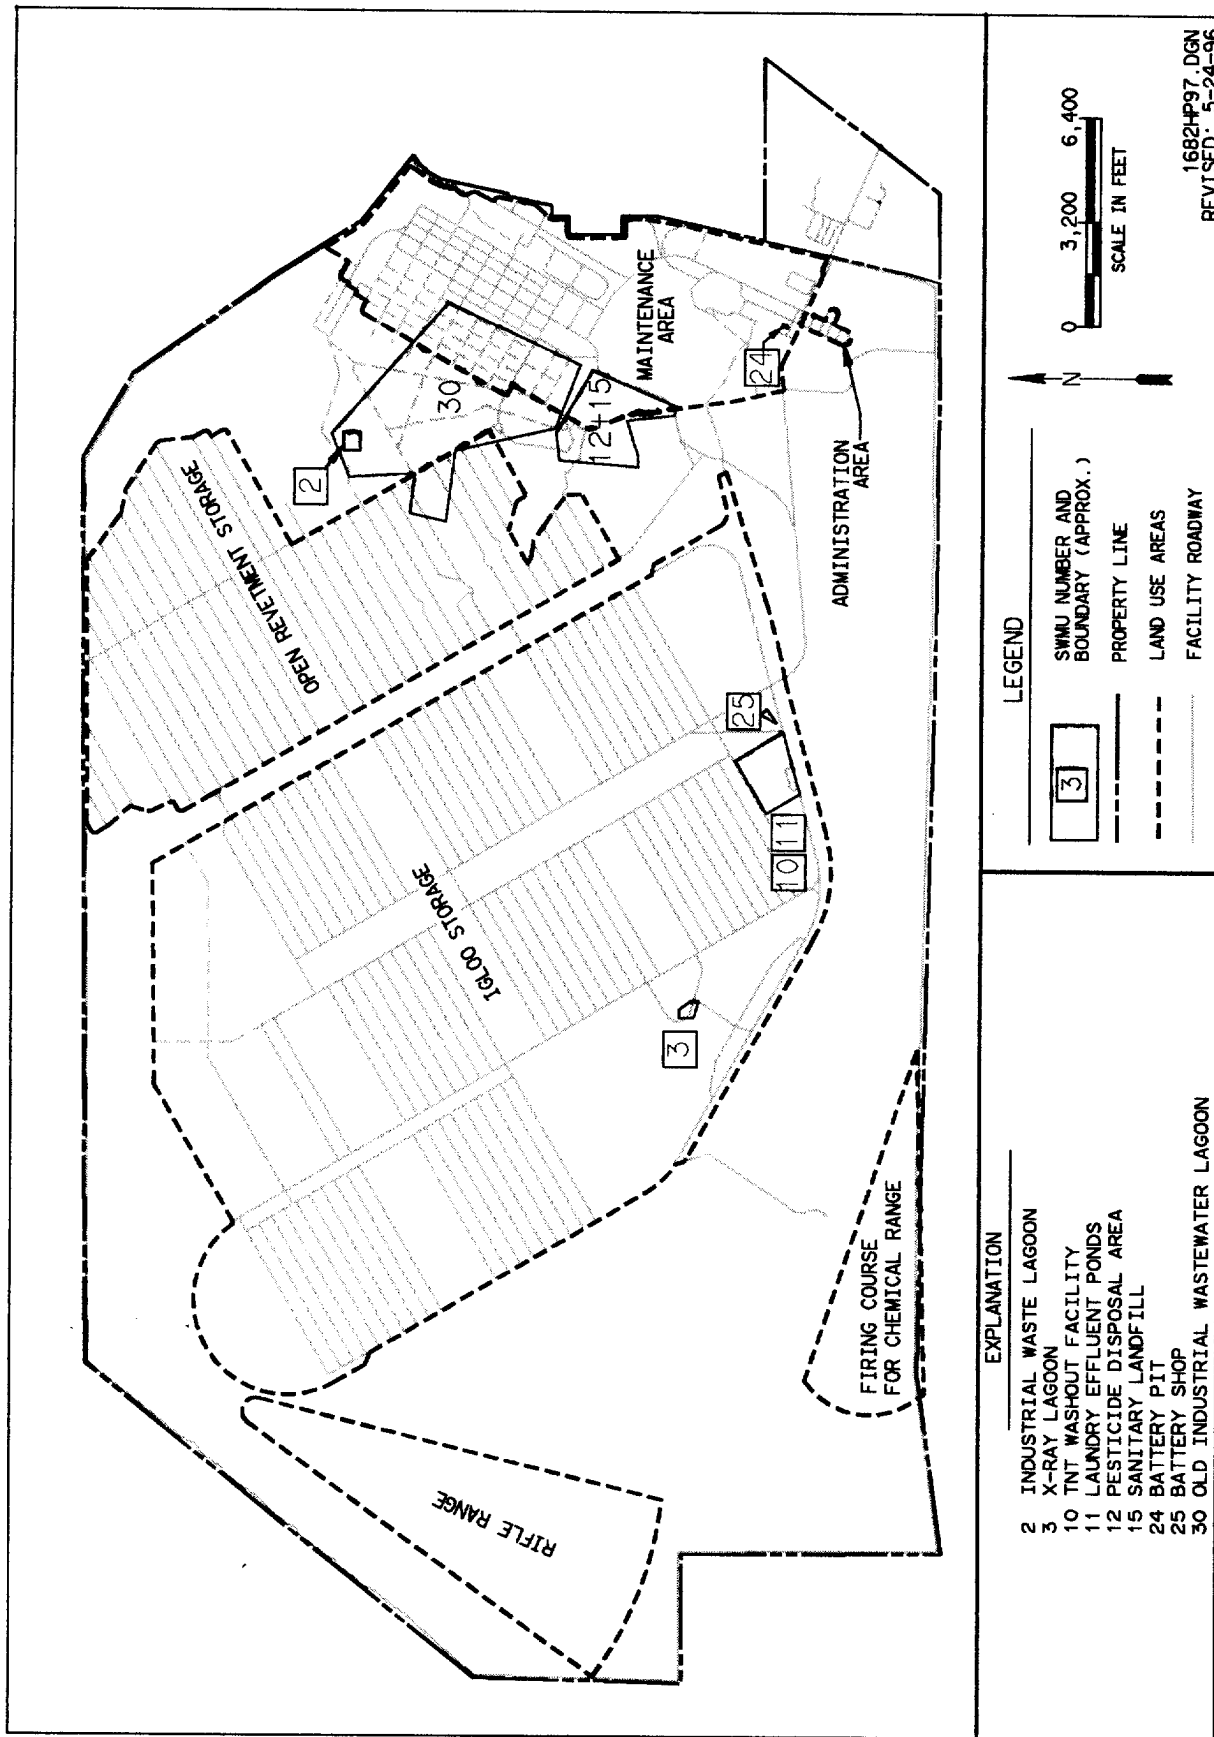 OPEN REVETMENT STORAGE
2
30
12+15
MAINTENANCE
AREA
24
ADMINISTRATION
AREA
IGLOO STORAGE
25
10
11
3
RIFLE RANGE
FIRING COURSE
FOR CHEMICAL RANGE
EXPLANATION
2 INDUSTRIAL WASTE LAGOON
3 X-RAY LAGOON
10 TNT WASHOUT FACILITY
11 LAUNDRY EFFLUENT PONDS
12 PESTICIDE DISPOSAL AREA
15 SANITARY LANDFILL
24 BATTERY PIT
25 BATTERY SHOP
30 OLD INDUSTRIAL WASTEWATER LAGOON
LEGEND
3
SWMU NUMBER AND
BOUNDARY (APPROX.)
PROPERTY LINE
LAND USE AREAS
FACILITY ROADWAY
N
0 3,200 6,400
SCALE IN FEET
1682HP97.DGN
REVISED: 5-24-96